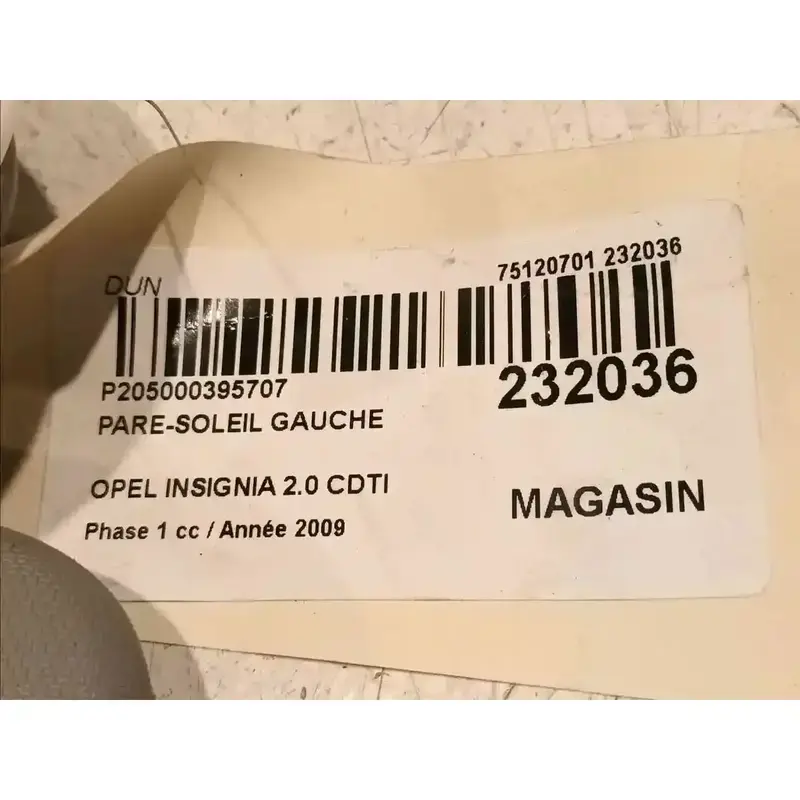 DUN
75120701 232036
P205000395707
232036
PARE-SOLEIL GAUCHE
OPEL INSIGNIA 2.0 CDTI
MAGASIN
Phase 1 cc / Année 2009